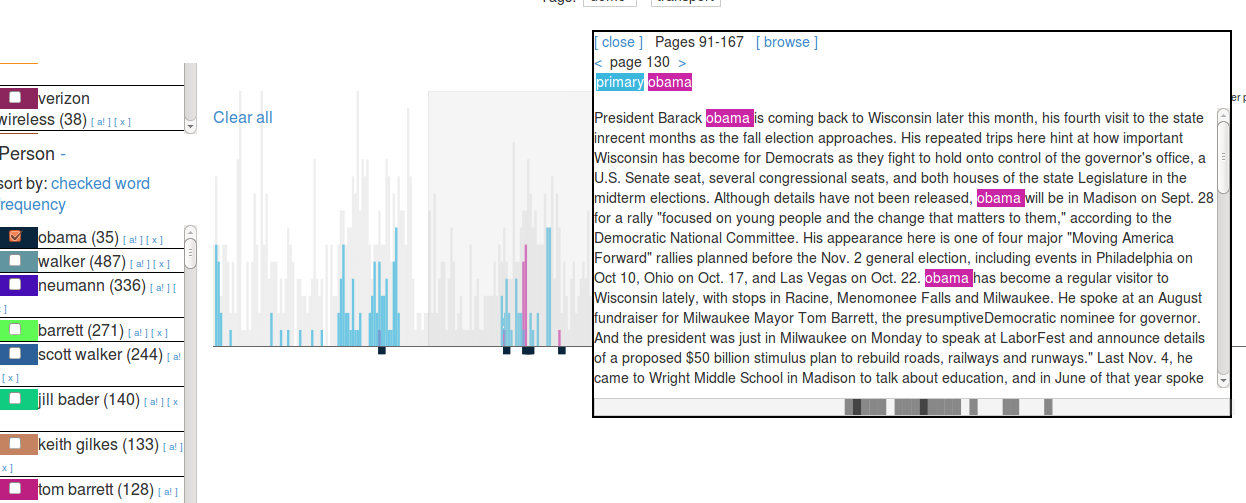 verizon
wireless (38) [ a! ] [ x ]
Person -
sort by: checked word
frequency
obama (35) [ a! ] [ x ]
walker (487) [ a! ] [ x ]
neumann (336) [ a! ] [
x ]
barrett (271) [ a! ] [ x ]
scott walker (244) [ a!
[ x ]
jill bader (140) [ a! ] [ x
keith gilkes (133) [ a! ]
x ]
tom barrett (128) [ a! ]
Clear all
Tags: demo transport
[ close ] Pages 91-167 [ browse ]
< page 130 >
primary obama
President Barack obama is coming back to Wisconsin later this month, his fourth visit to the state
inrecent months as the fall election approaches. His repeated trips here hint at how important
Wisconsin has become for Democrats as they fight to hold onto control of the governor's office, a
U.S. Senate seat, several congressional seats, and both houses of the state Legislature in the
midterm elections. Although details have not been released, obama will be in Madison on Sept. 28
for a rally "focused on young people and the change that matters to them," according to the
Democratic National Committee. His appearance here is one of four major "Moving America
Forward" rallies planned before the Nov. 2 general election, including events in Philadelphia on
Oct 10, Ohio on Oct. 17, and Las Vegas on Oct. 22. obama has become a regular visitor to
Wisconsin lately, with stops in Racine, Menomonee Falls and Milwaukee. He spoke at an August
fundraiser for Milwaukee Mayor Tom Barrett, the presumptiveDemocratic nominee for governor.
And the president was just in Milwaukee on Monday to speak at LaborFest and announce details
of a proposed $50 billion stimulus plan to rebuild roads, railways and runways." Last Nov. 4, he
came to Wright Middle School in Madison to talk about education, and in June of that year spoke
er p